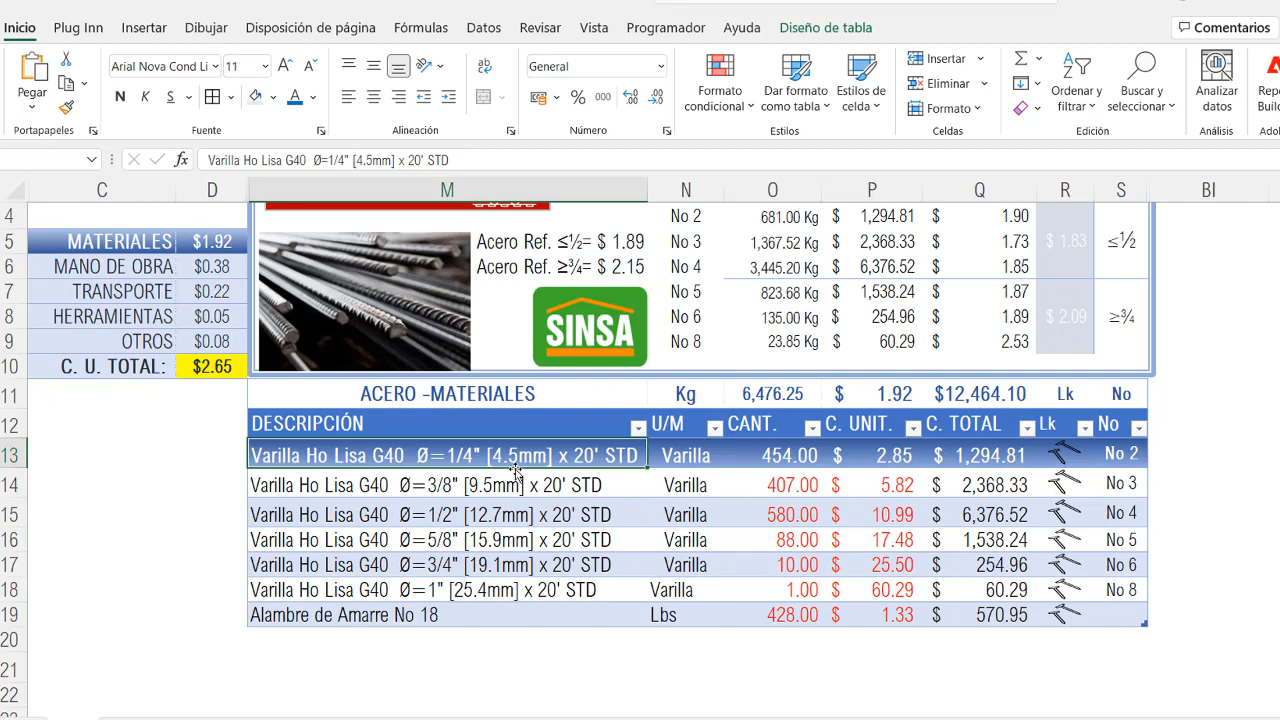 Inicio Plug Inn Insertar Dibujar Disposición de página Fórmulas Datos Revisar Vista Programador Ayuda Diseño de tabla Comentarios
Arial Nova Cond Li 11 General
Pegar
N K S
% 000
Formato condicional
Dar formato como tabla
Estilos de celda
Insertar
Eliminar
Formato
Ordenar y filtrar
Buscar y seleccionar
Analizar datos
Portapapeles Fuente Alineación Número Estilos Celdas Edición Análisis
fx Varilla Ho Lisa G40 Ø=1/4" [4.5mm] x 20' STD
C D M N O P Q R S BI
4 No 2 681.00 Kg $ 1,294.81 $ 1.90
5 MATERIALES $1.92 Acero Ref. ≤½= $ 1.89 No 3 1,367.52 Kg $ 2,368.33 $ 1.73 $ 1.83 ≤½
6 MANO DE OBRA $0.38 Acero Ref. ≥¾= $ 2.15 No 4 3,445.20 Kg $ 6,376.52 $ 1.85
7 TRANSPORTE $0.22 No 5 823.68 Kg $ 1,538.24 $ 1.87
8 HERRAMIENTAS $0.05 SINSA No 6 135.00 Kg $ 254.96 $ 1.89 $ 2.09 ≥¾
9 OTROS $0.08 No 8 23.85 Kg $ 60.29 $ 2.53
10 C. U. TOTAL: $2.65
11 ACERO -MATERIALES Kg 6,476.25 $ 1.92 $12,464.10 Lk No
12 DESCRIPCIÓN U/M CANT. C. UNIT. C. TOTAL Lk No
13 Varilla Ho Lisa G40 Ø=1/4" [4.5mm] x 20' STD Varilla 454.00 $ 2.85 $ 1,294.81 No 2
14 Varilla Ho Lisa G40 Ø=3/8" [9.5mm] x 20' STD Varilla 407.00 $ 5.82 $ 2,368.33 No 3
15 Varilla Ho Lisa G40 Ø=1/2" [12.7mm] x 20' STD Varilla 580.00 $ 10.99 $ 6,376.52 No 4
16 Varilla Ho Lisa G40 Ø=5/8" [15.9mm] x 20' STD Varilla 88.00 $ 17.48 $ 1,538.24 No 5
17 Varilla Ho Lisa G40 Ø=3/4" [19.1mm] x 20' STD Varilla 10.00 $ 25.50 $ 254.96 No 6
18 Varilla Ho Lisa G40 Ø=1" [25.4mm] x 20' STD Varilla 1.00 $ 60.29 $ 60.29 No 8
19 Alambre de Amarre No 18 Lbs 428.00 $ 1.33 $ 570.95
20
21
22